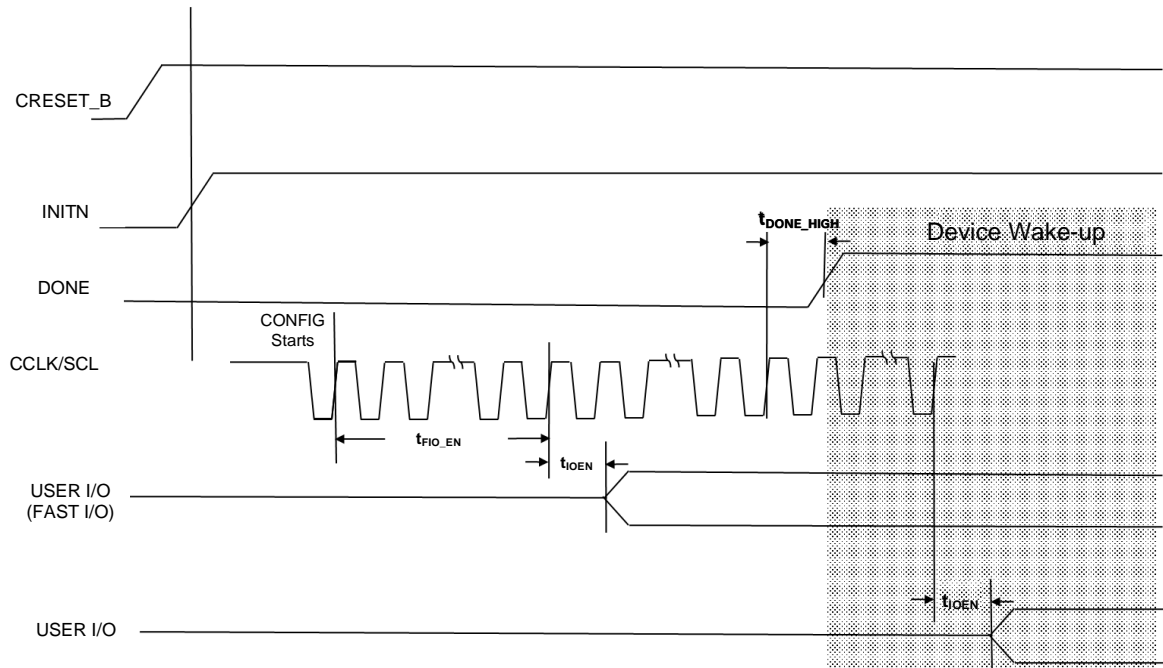 CRESET_B
INITN
tDONE_HIGH
Device Wake-up
DONE
CONFIG
Starts
CCLK/SCL
tFIO_EN
tIOEN
USER I/O
(FAST I/O)
tIOEN
USER I/O